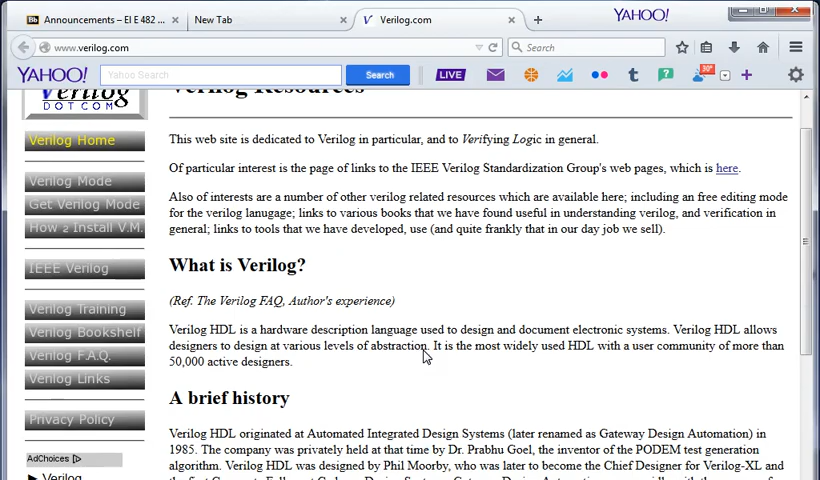 Bb Announcements – EI E 482 ...
New Tab
V Verilog.com
YAHOO!
www.verilog.com
Search
YAHOO!
Yahoo Search
Search
LIVE
t
?
30°
Verilog
DOT COM
Verilog Resources
Verilog Home
Verilog Mode
Get Verilog Mode
How 2 Install V.M.
IEEE Verilog
Verilog Training
Verilog Bookshelf
Verilog F.A.Q.
Verilog Links
Privacy Policy
AdChoices
Verilog
This web site is dedicated to Verilog in particular, and to Verifying Logic in general.
Of particular interest is the page of links to the IEEE Verilog Standardization Group's web pages, which is here.
Also of interests are a number of other verilog related resources which are available here; including an free editing mode
for the verilog lanugage; links to various books that we have found useful in understanding verilog, and verification in
general; links to tools that we have developed, use (and quite frankly that in our day job we sell).
What is Verilog?
(Ref. The Verilog FAQ, Author's experience)
Verilog HDL is a hardware description language used to design and document electronic systems. Verilog HDL allows
designers to design at various levels of abstraction. It is the most widely used HDL with a user community of more than
50,000 active designers.
A brief history
Verilog HDL originated at Automated Integrated Design Systems (later renamed as Gateway Design Automation) in
1985. The company was privately held at that time by Dr. Prabhu Goel, the inventor of the PODEM test generation
algorithm. Verilog HDL was designed by Phil Moorby, who was later to become the Chief Designer for Verilog-XL and